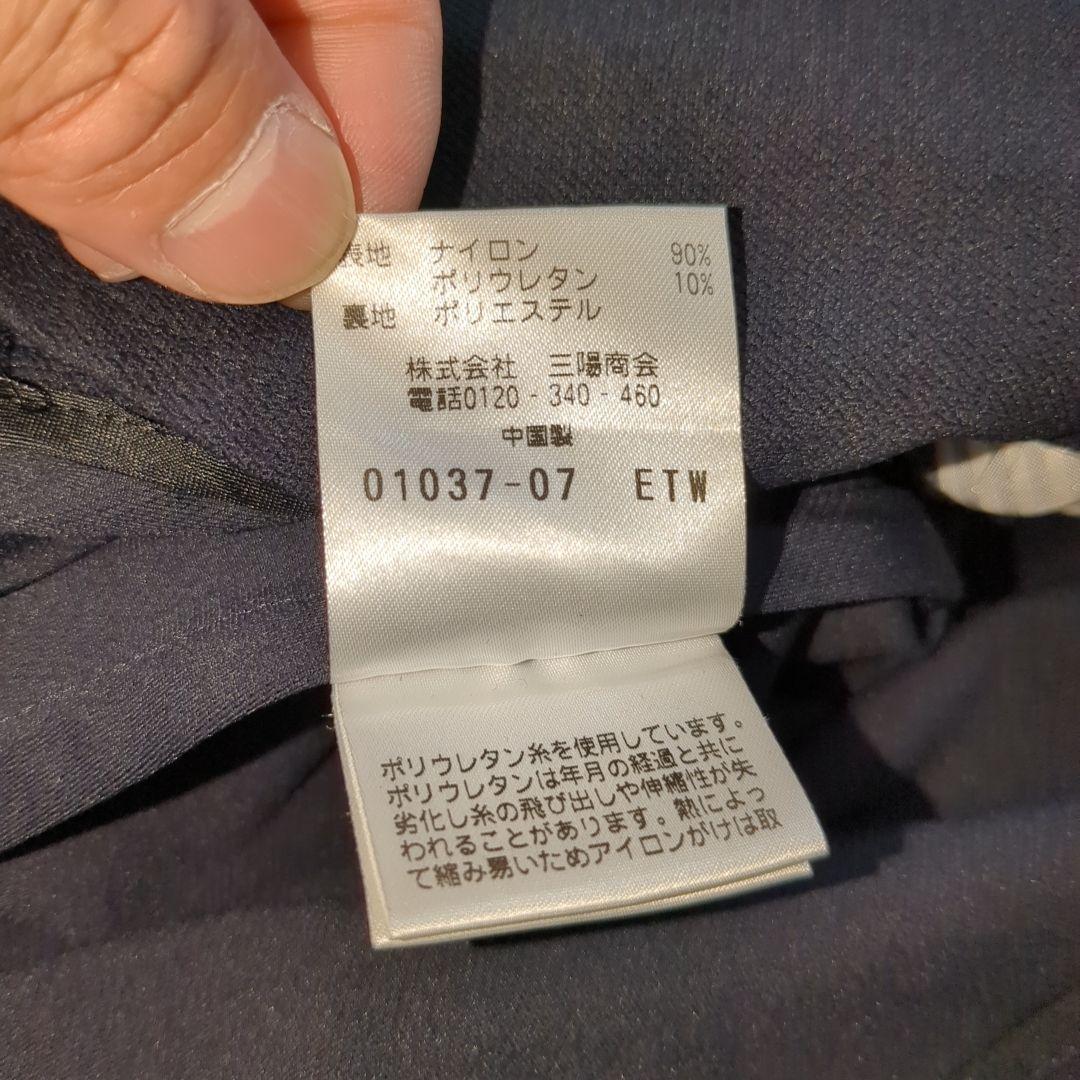 表地 ナイロン 90%
ポリウレタン 10%
裏地 ポリエステル
株式会社 三陽商会
電話0120-340-460
中国製
01037-07 ETW
ポリウレタン糸を使用しています。
ポリウレタンは年月の経過と共に
劣化し糸の飛び出しや伸縮性が失
われることがあります。熱によっ
て縮み易いためアイロンがけは取